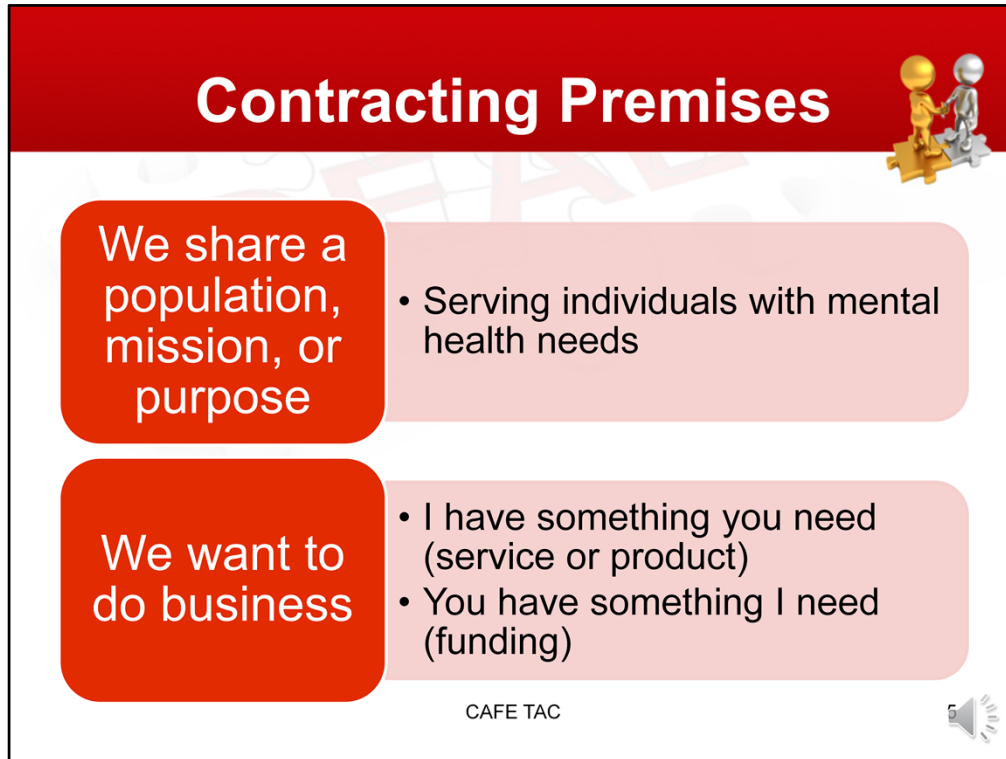 Contracting Premises
We share a
population,
mission, or
purpose
• Serving individuals with mental
health needs
We want to
do business
• I have something you need
(service or product)
• You have something I need
(funding)
CAFE TAC
5